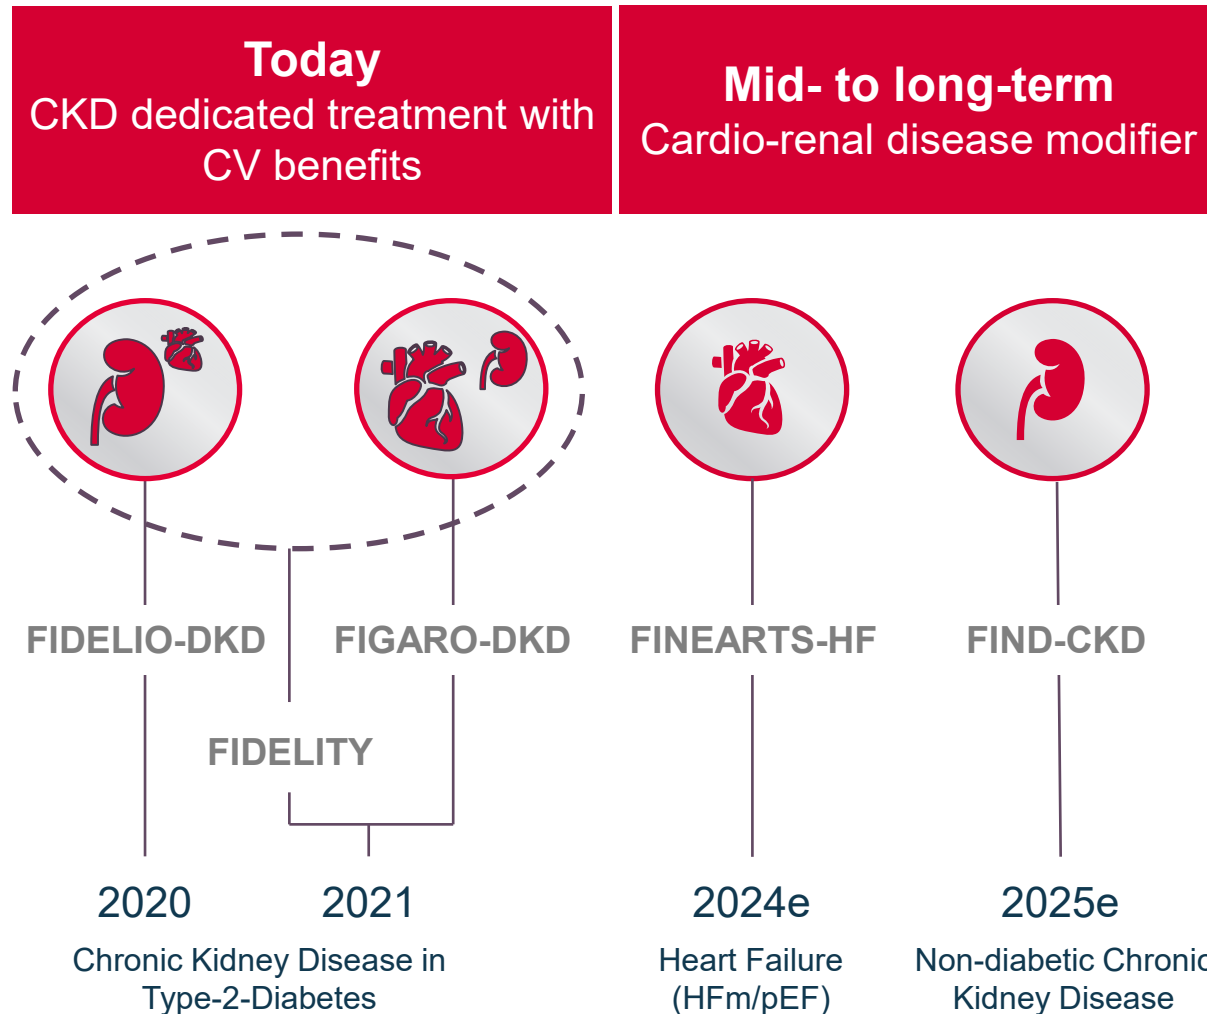 Today
CKD dedicated treatment with
CV benefits
Mid- to long-term
Cardio-renal disease modifier
FIDELIO-DKD
FIGARO-DKD
FINEARTS-HF
FIND-CKD
FIDELITY
2020
2021
2024e
2025e
Chronic Kidney Disease in
Type-2-Diabetes
Heart Failure
(HFm/pEF)
Non-diabetic Chronic
Kidney Disease